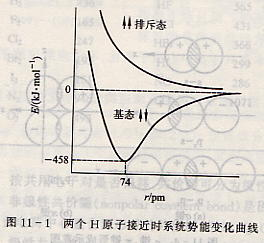 ↑↑ 排斥态
E/(kJ·mol⁻¹)
0
基态 ↑↓
-458
74
r/pm
图 11-1 两个 H 原子接近时系统势能变化曲线